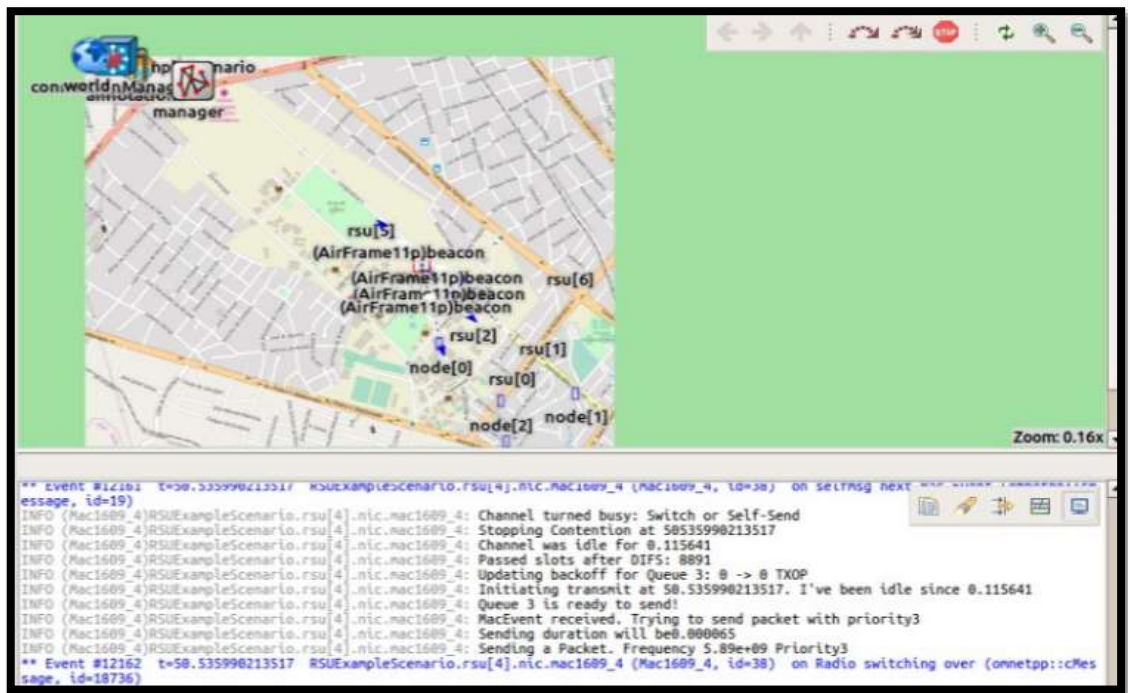 STOP
nario
manager
rsu[5]
(AirFrame11p)beacon
(AirFrame11p)beacon
rsu[6]
(AirFrame11p)beacon
(AirFrame11p)beacon
rsu[2]
rsu[1]
node[0]
rsu[0]
node[1]
node[2]
Zoom: 0.16x
** Event #12161 t=50.535990213517 RSUExampleScenario.rsu[4].nic.mac1609_4 (Mac1609_4, id=38) on selfmsg next
essage, id=19)
INFO (Mac1609_4)RSUExampleScenario.rsu[4].nic.mac1609_4: Channel turned busy: Switch or Self-Send
INFO (Mac1609_4)RSUExampleScenario.rsu[4].nic.mac1609_4: Stopping Contention at 50535990213517
INFO (Mac1609_4)RSUExampleScenario.rsu[4].nic.mac1609_4: Channel was idle for 0.115641
INFO (Mac1609_4)RSUExampleScenario.rsu[4].nic.mac1609_4: Passed slots after DIFS: 8891
INFO (Mac1609_4)RSUExampleScenario.rsu[4].nic.mac1609_4: Updating backoff for Queue 3: 0 -> 0 TXOP
INFO (Mac1609_4)RSUExampleScenario.rsu[4].nic.mac1609_4: Initiating transmit at 50.535990213517. I've been idle since 0.115641
INFO (Mac1609_4)RSUExampleScenario.rsu[4].nic.mac1609_4: Queue 3 is ready to send!
INFO (Mac1609_4)RSUExampleScenario.rsu[4].nic.mac1609_4: MacEvent received. Trying to send packet with priority3
INFO (Mac1609_4)RSUExampleScenario.rsu[4].nic.mac1609_4: Sending duration will be0.000065
INFO (Mac1609_4)RSUExampleScenario.rsu[4].nic.mac1609_4: Sending a Packet. Frequency 5.89e+09 Priority3
** Event #12162 t=50.535990213517 RSUExampleScenario.rsu[4].nic.mac1609_4 (Mac1609_4, id=38) on Radio switching over (omnetpp::cMes
sage, id=18736)